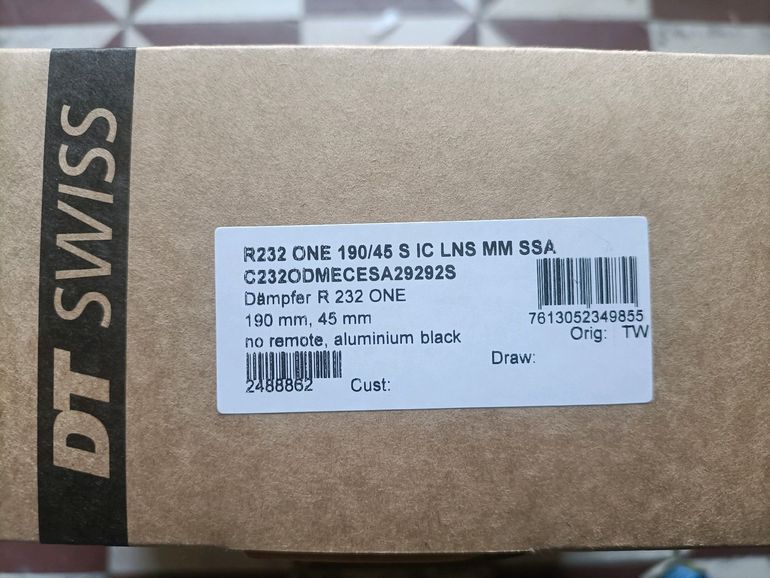 DT SWISS
R232 ONE 190/45 S IC LNS MM SSA
C232ODMECESA29292S
Dämpfer R 232 ONE
190 mm, 45 mm
7613052349855
no remote, aluminium black
Orig: TW
Draw:
2488862
Cust: